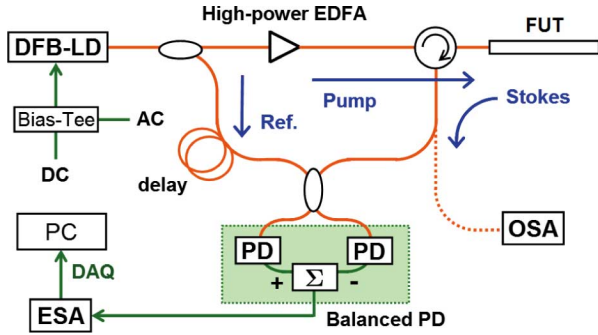 High-power EDFA
DFB-LD
FUT
Pump
Stokes
Bias-Tee
AC
Ref.
DC
delay
PC
OSA
PD
PD
DAQ
+
Σ
-
ESA
Balanced PD